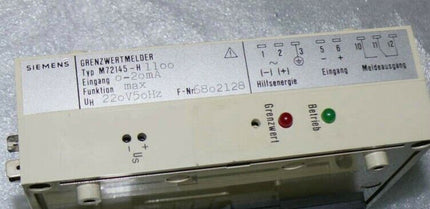 SIEMENS
GRENZWERTMELDER
Typ M72145-H1100
Eingang 0-20mA
Funktion max
UH 220V50Hz F-Nr 6802128
1 2 3 5 6 10 11 12
(-) (+) - + Meldeausgang
Hilfsenergie Eingang
Grenzwert
Betrieb
+
- Us